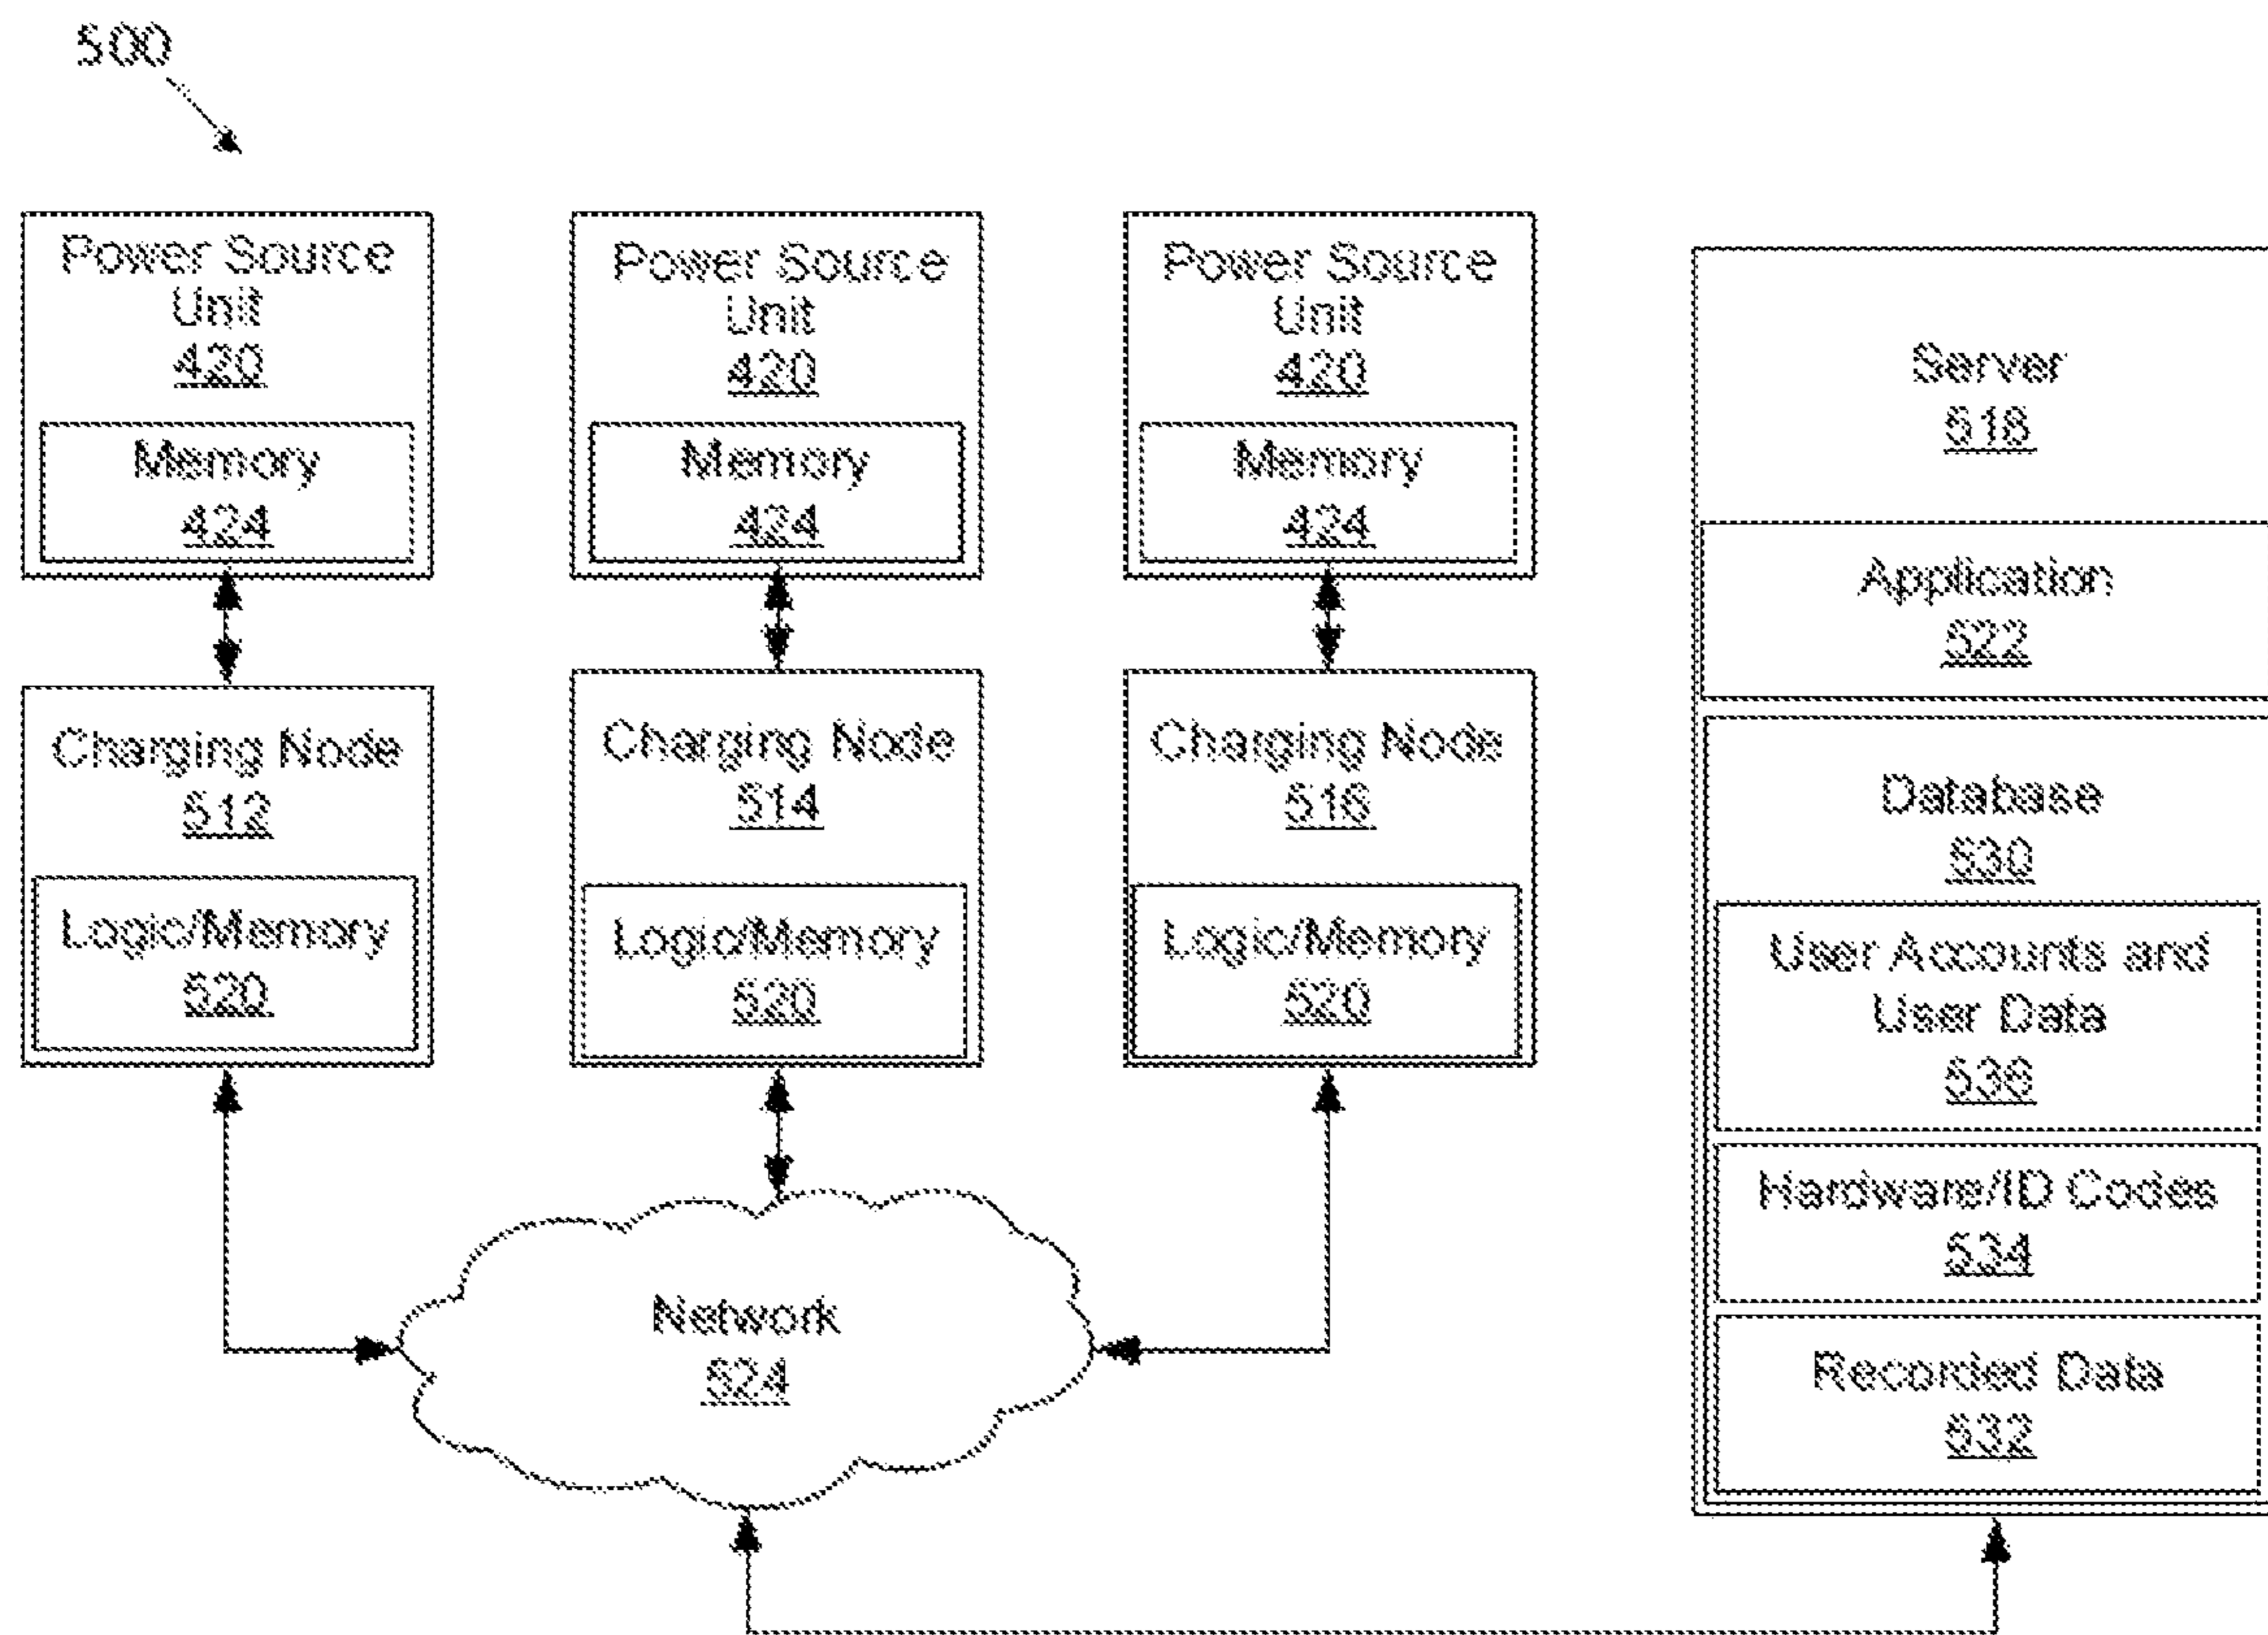 500
Power Source
Unit
420
Memory
424
Power Source
Unit
420
Memory
424
Power Source
Unit
420
Memory
424
Charging Node
512
Logic/Memory
520
Charging Node
514
Logic/Memory
520
Charging Node
516
Logic/Memory
520
Network
524
Server
518
Application
522
Database
530
User Accounts and
User Data
536
Hardware/ID Codes
534
Recorded Data
532